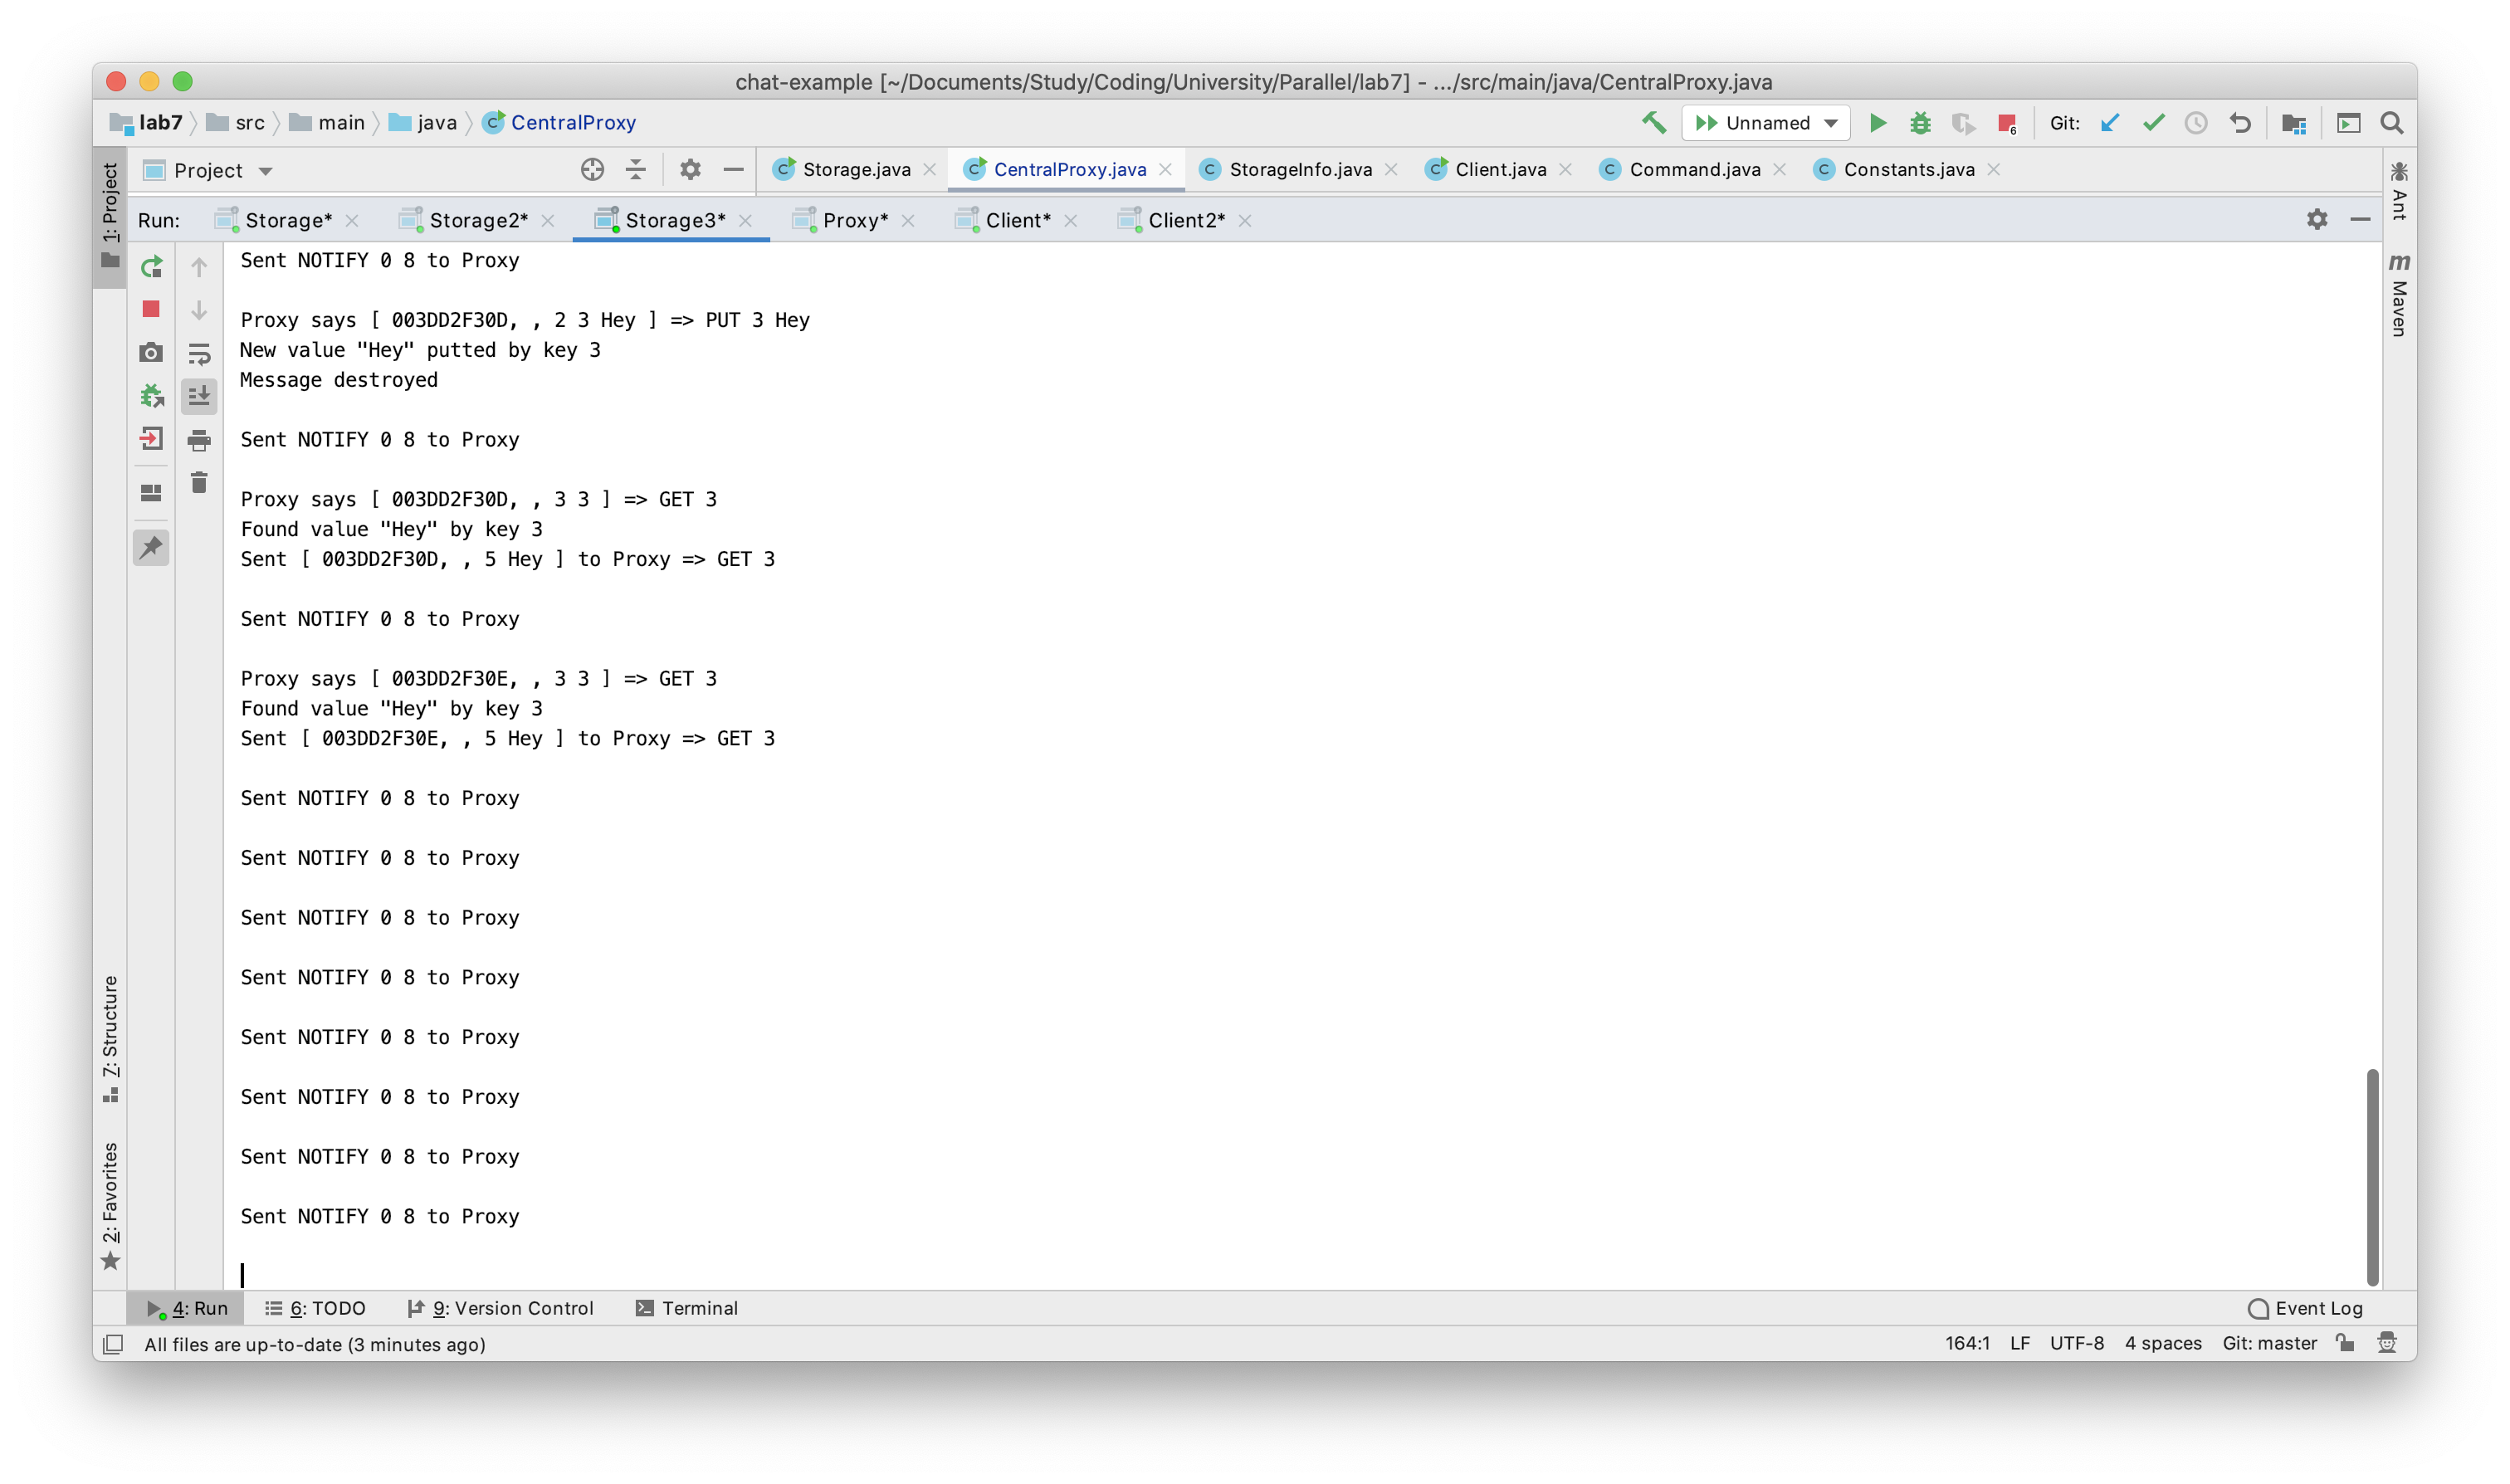 chat-example [~/Documents/Study/Coding/University/Parallel/lab7] - .../src/main/java/CentralProxy.java
lab7 src main java CentralProxy Unnamed 6 Git:
1: Project Project Storage.java CentralProxy.java StorageInfo.java Client.java Command.java Constants.java Ant
Run: Storage* Storage2* Storage3* Proxy* Client* Client2*
Maven
Sent NOTIFY 0 8 to Proxy
Proxy says [ 003DD2F30D, , 2 3 Hey ] => PUT 3 Hey
New value "Hey" putted by key 3
Message destroyed
Sent NOTIFY 0 8 to Proxy
Proxy says [ 003DD2F30D, , 3 3 ] => GET 3
Found value "Hey" by key 3
Sent [ 003DD2F30D, , 5 Hey ] to Proxy => GET 3
Sent NOTIFY 0 8 to Proxy
Proxy says [ 003DD2F30E, , 3 3 ] => GET 3
Found value "Hey" by key 3
Sent [ 003DD2F30E, , 5 Hey ] to Proxy => GET 3
Sent NOTIFY 0 8 to Proxy
Sent NOTIFY 0 8 to Proxy
Sent NOTIFY 0 8 to Proxy
Sent NOTIFY 0 8 to Proxy
Sent NOTIFY 0 8 to Proxy
Sent NOTIFY 0 8 to Proxy
Sent NOTIFY 0 8 to Proxy
Sent NOTIFY 0 8 to Proxy
7: Structure
2: Favorites
4: Run 6: TODO 9: Version Control Terminal Event Log
All files are up-to-date (3 minutes ago) 164:1 LF UTF-8 4 spaces Git: master